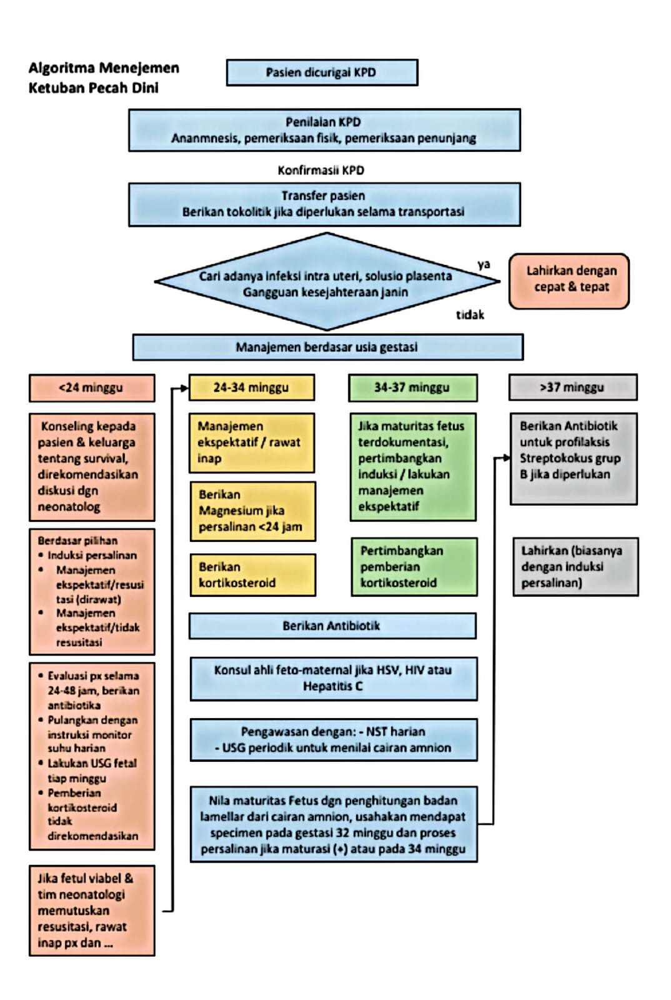 Algoritma Menejemen
Ketuban Pecah Dini
Pasien dicurigai KPD
Penilaian KPD
Ananmnesis, pemeriksaan fisik, pemeriksaan penunjang
Konfirmasii KPD
Transfer pasien
Berikan tokolitik jika diperlukan selama transportasi
Cari adanya infeksi intra uteri, solusio plasenta
Gangguan kesejahteraan janin
ya
Lahirkan dengan
cepat & tepat
tidak
Manajemen berdasar usia gestasi
<24 minggu
Konseling kepada
pasien & keluarga
tentang survival,
direkomendasikan
diskusi dgn
neonatolog
Berdasar pilihan
• Induksi persalinan
• Manajemen
ekspektatif/resusi
tasi (dirawat)
• Manajemen
ekspektatif/tidak
resusitasi
• Evaluasi px selama
24-48 jam, berikan
antibiotika
• Pulangkan dengan
instruksi monitor
suhu harian
• Lakukan USG fetal
tiap minggu
• Pemberian
kortikosteroid
tidak
direkomendasikan
Jika fetul viabel &
tim neonatologi
memutuskan
resusitasi, rawat
inap px dan ...
24-34 minggu
Manajemen
ekspektatif / rawat
inap
Berikan
Magnesium jika
persalinan <24 jam
Berikan
kortikosteroid
34-37 minggu
Jika maturitas fetus
terdokumentasi,
pertimbangkan
induksi / lakukan
manajemen
ekspektatif
Pertimbangkan
pemberian
kortikosteroid
Berikan Antibiotik
Konsul ahli feto-maternal jika HSV, HIV atau
Hepatitis C
Pengawasan dengan: - NST harian
- USG periodik untuk menilai cairan amnion
Nila maturitas Fetus dgn penghitungan badan
lamellar dari cairan amnion, usahakan mendapat
specimen pada gestasi 32 minggu dan proses
persalinan jika maturasi (+) atau pada 34 minggu
>37 minggu
Berikan Antibiotik
untuk profilaksis
Streptokokus grup
B jika diperlukan
Lahirkan (biasanya
dengan induksi
persalinan)